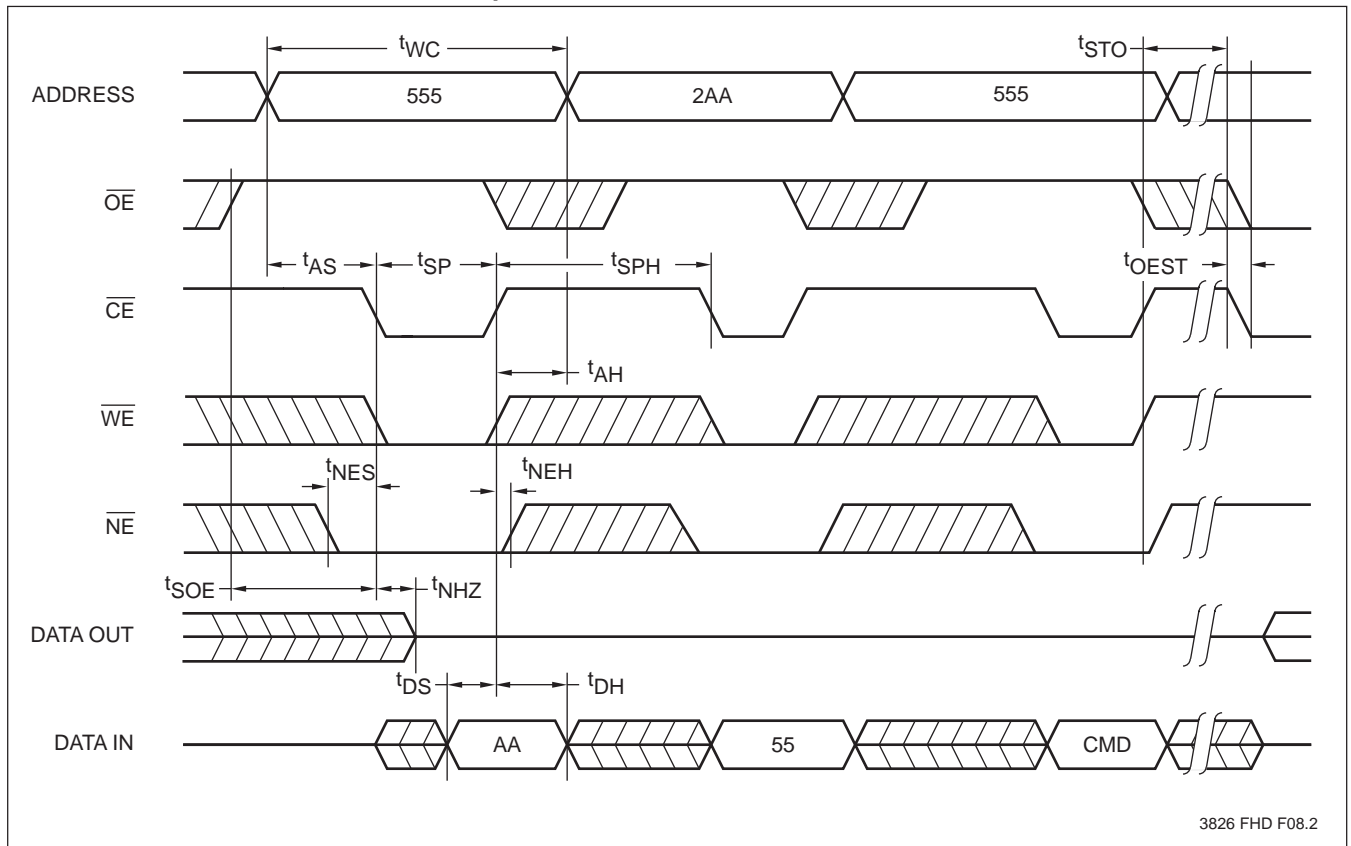 tWC
tSTO
ADDRESS
555
2AA
555
OE
tAS
tSP
tSPH
tOEST
CE
tAH
WE
tNES
tNEH
NE
tSOE
tNHZ
DATA OUT
tDS
tDH
DATA IN
AA
55
CMD
3826 FHD F08.2